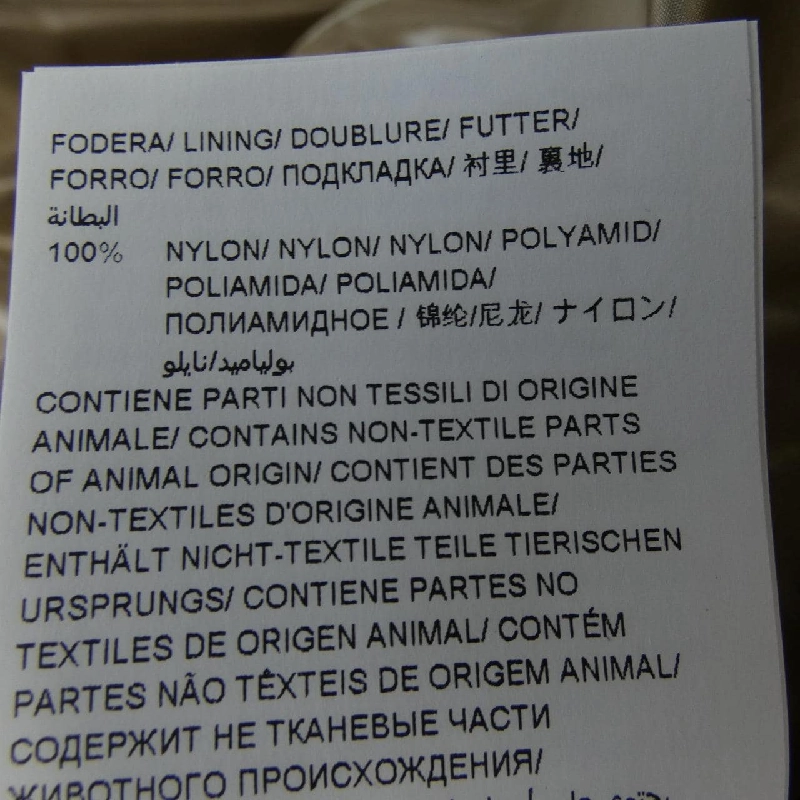 FODERA/ LINING/ DOUBLURE/ FUTTER/
FORRO/ FORRO/ ПОДКЛАДКА/ 衬里/ 裏地/
البطانة
100% NYLON/ NYLON/ NYLON/ POLYAMID/
POLIAMIDA/ POLIAMIDA/
ПОЛИАМИДНОЕ / 锦纶/尼龙/ ナイロン/
بولياميد/نايلو
CONTIENE PARTI NON TESSILI DI ORIGINE
ANIMALE/ CONTAINS NON-TEXTILE PARTS
OF ANIMAL ORIGIN/ CONTIENT DES PARTIES
NON-TEXTILES D'ORIGINE ANIMALE/
ENTHÄLT NICHT-TEXTILE TEILE TIERISCHEN
URSPRUNGS/ CONTIENE PARTES NO
TEXTILES DE ORIGEN ANIMAL/ CONTÉM
PARTES NÃO TÊXTEIS DE ORIGEM ANIMAL/
СОДЕРЖИТ НЕ ТКАНЕВЫЕ ЧАСТИ
ЖИВОТНОГО ПРОИСХОЖДЕНИЯ/